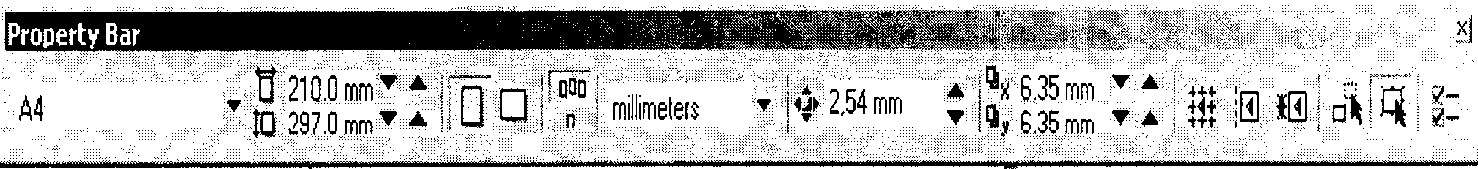 Property Bar
A4
210.0 mm
297.0 mm
n
millimeters
2,54 mm
x 6.35 mm
y 6.35 mm